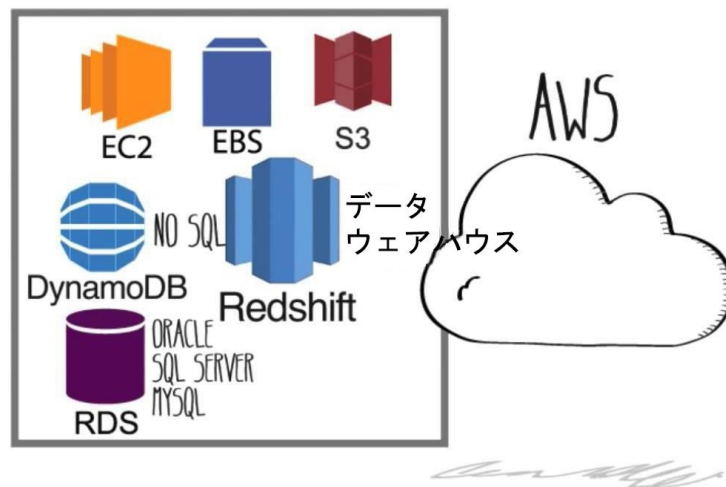 EC2
EBS
S3
AWS
NO SQL
データ
ウェアハウス
DynamoDB
Redshift
ORACLE
SQL SERVER
MYSQL
RDS